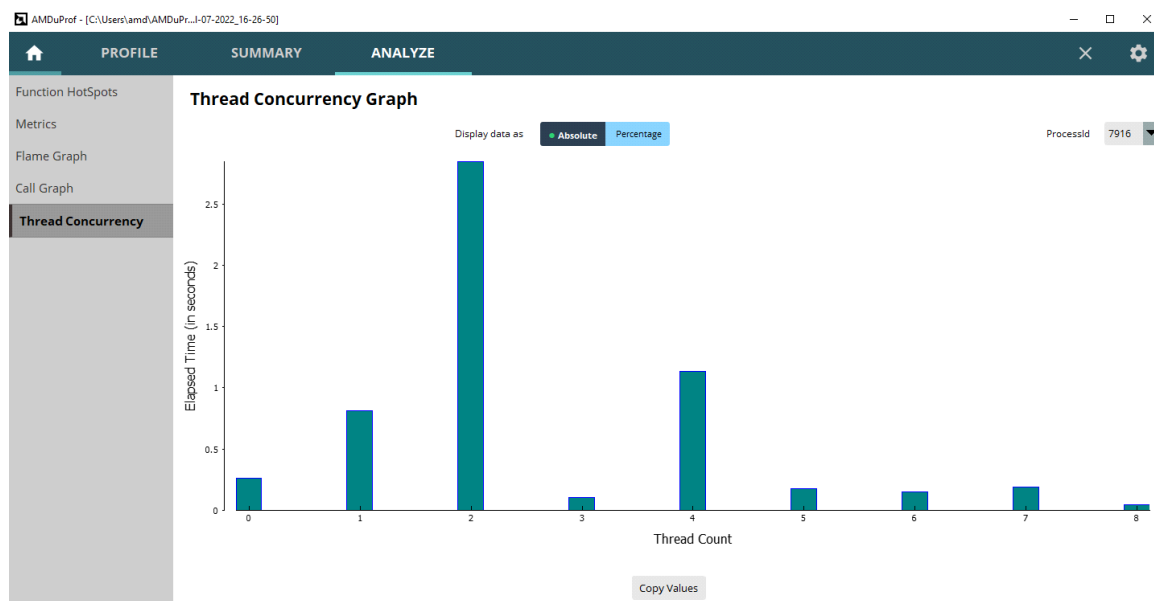 AMDuProf - [C:\Users\amd\AMDuPr...l-07-2022_16-26-50]
PROFILE
SUMMARY
ANALYZE
Function HotSpots
Metrics
Flame Graph
Call Graph
Thread Concurrency
Thread Concurrency Graph
Display data as
Absolute
Percentage
ProcessId
7916
Elapsed Time (in seconds)
2.5
2
1.5
1
0.5
0
0 1 2 3 4 5 6 7 8
Thread Count
Copy Values